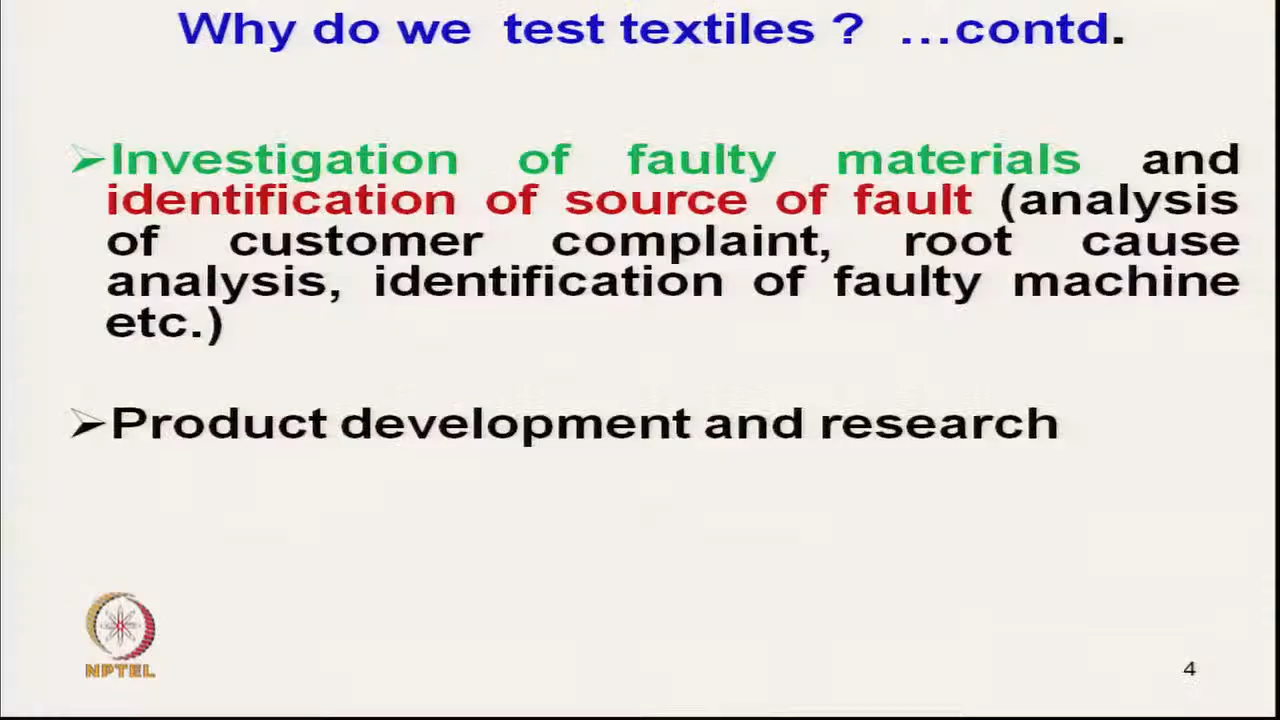 Why do we test textiles ? ...contd.
➢Investigation of faulty materials and
identification of source of fault (analysis
of customer complaint, root cause
analysis, identification of faulty machine
etc.)
➢Product development and research
NPTEL
4